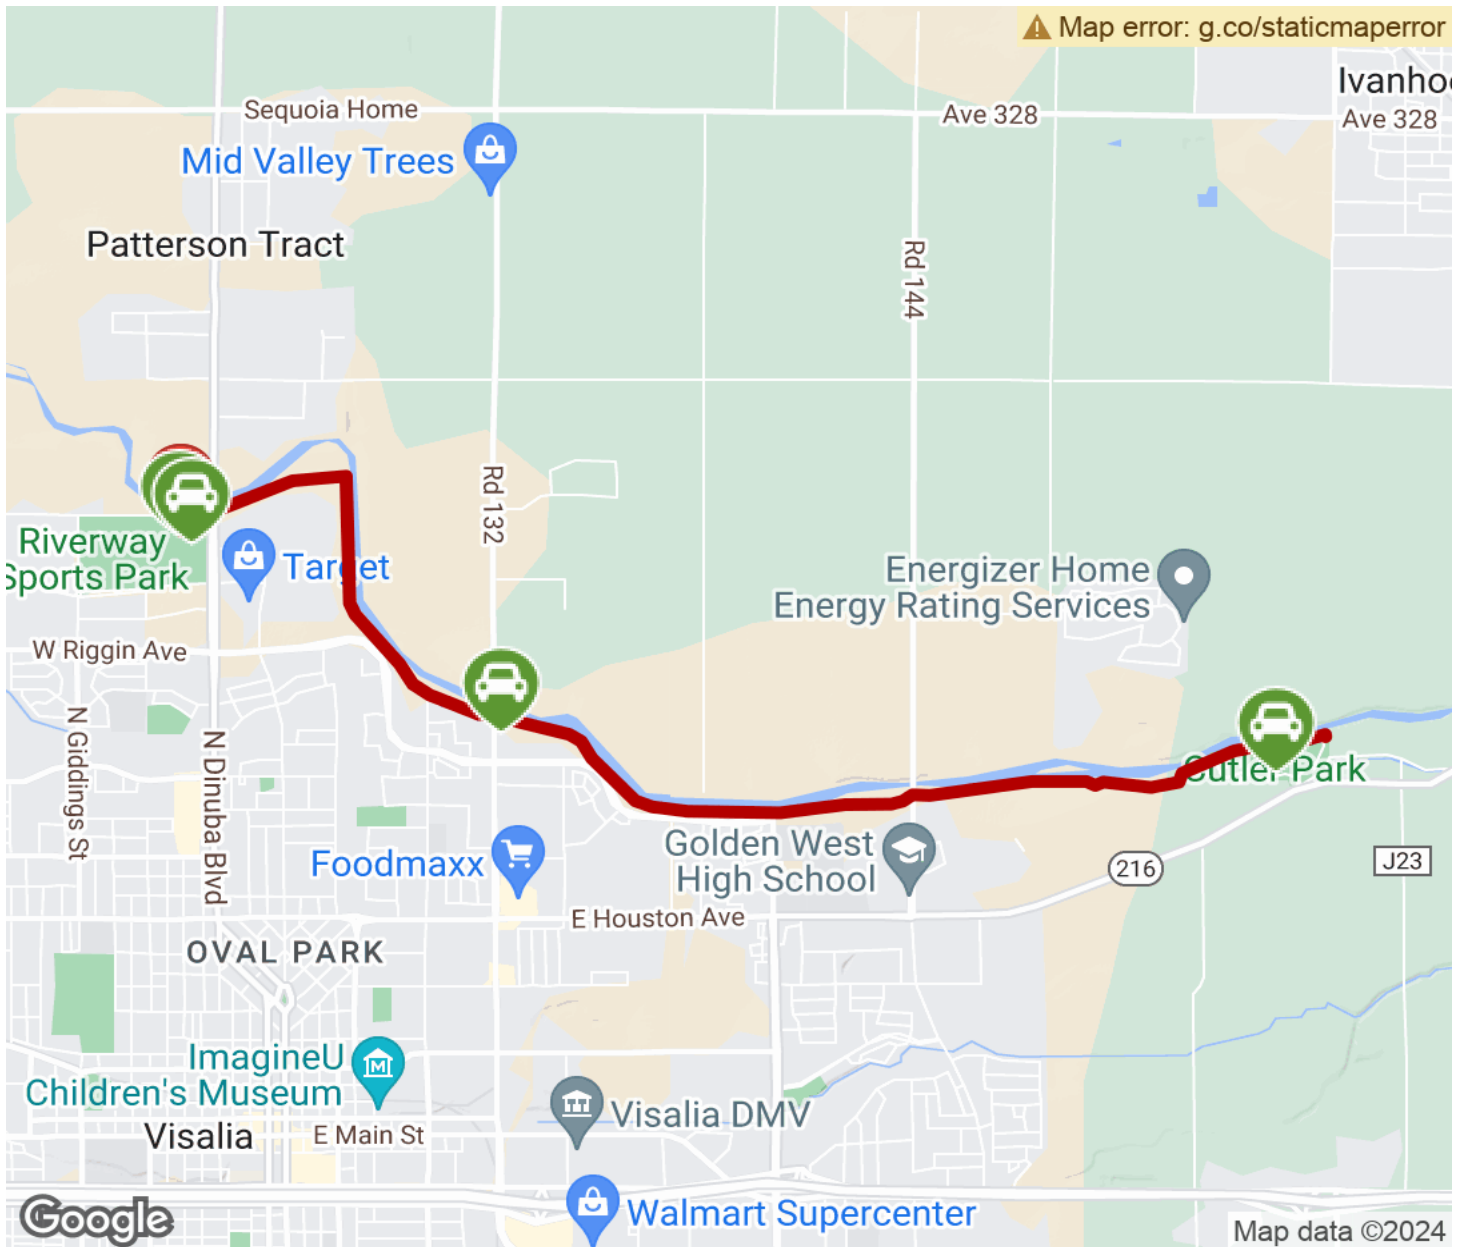 Map error: g.co/staticmaperror
Ivanho
Sequoia Home
Ave 328
Ave 328
Mid Valley Trees
Patterson Tract
Rd 144
Rd 132
Riverway
Sports Park
Target
Energizer Home
Energy Rating Services
W Riggin Ave
N Giddings St
N Dinuba Blvd
Cutler Park
Golden West
High School
Foodmaxx
216
J23
E Houston Ave
OVAL PARK
ImagineU
Children's Museum
M
Visalia DMV
Visalia
E Main St
Walmart Supercenter
Google
Map data ©2024